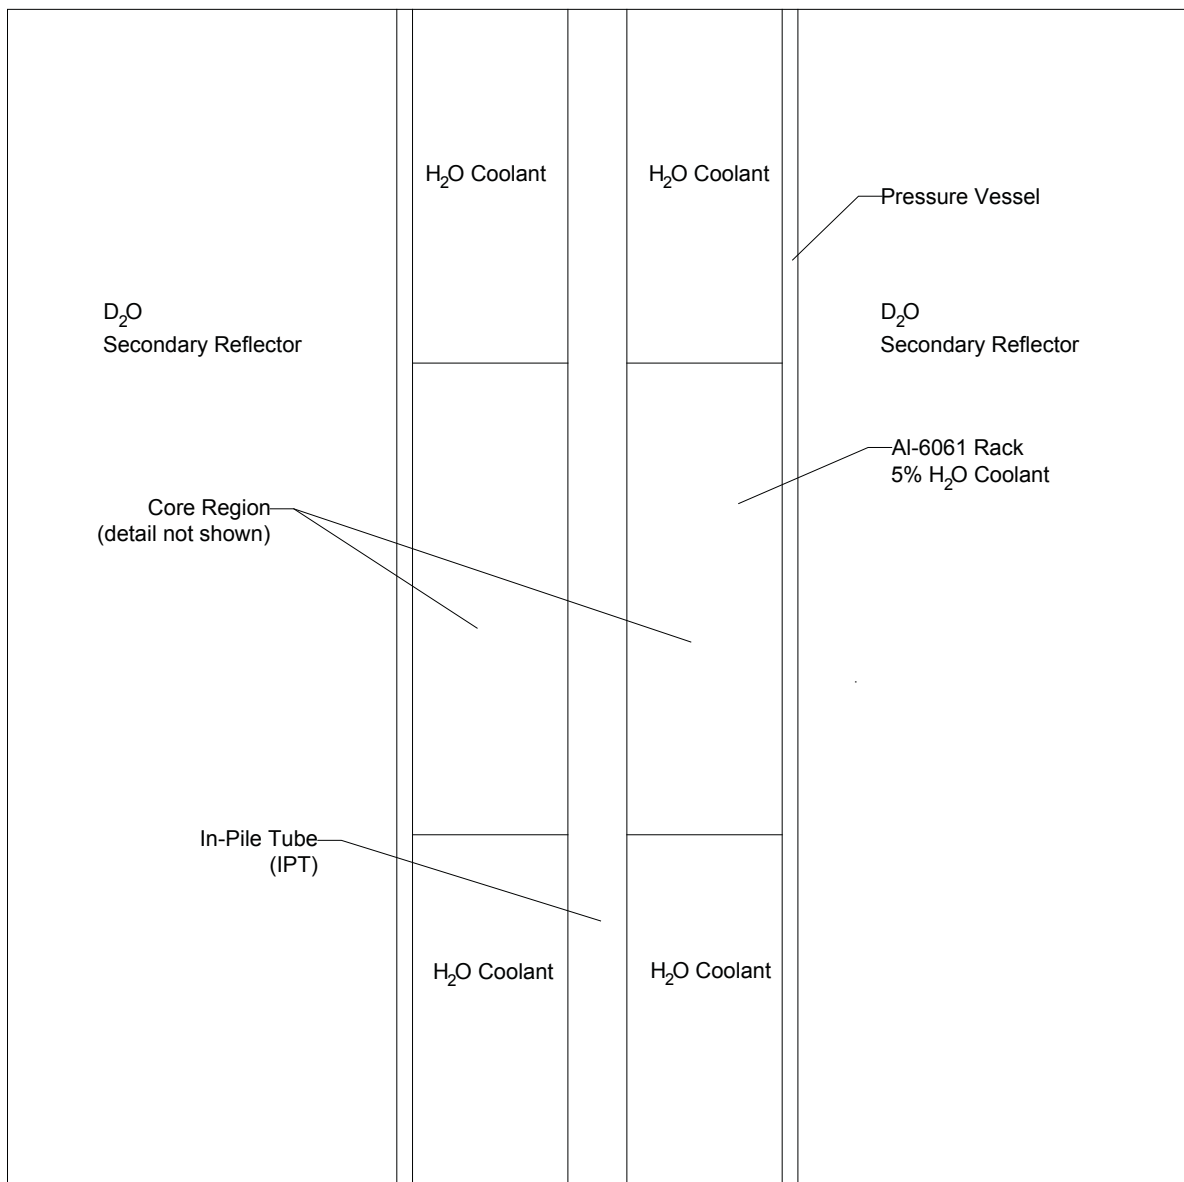 H₂O Coolant
H₂O Coolant
Pressure Vessel
D₂O
Secondary Reflector
D₂O
Secondary Reflector
Al-6061 Rack
5% H₂O Coolant
Core Region
(detail not shown)
In-Pile Tube
(IPT)
H₂O Coolant
H₂O Coolant